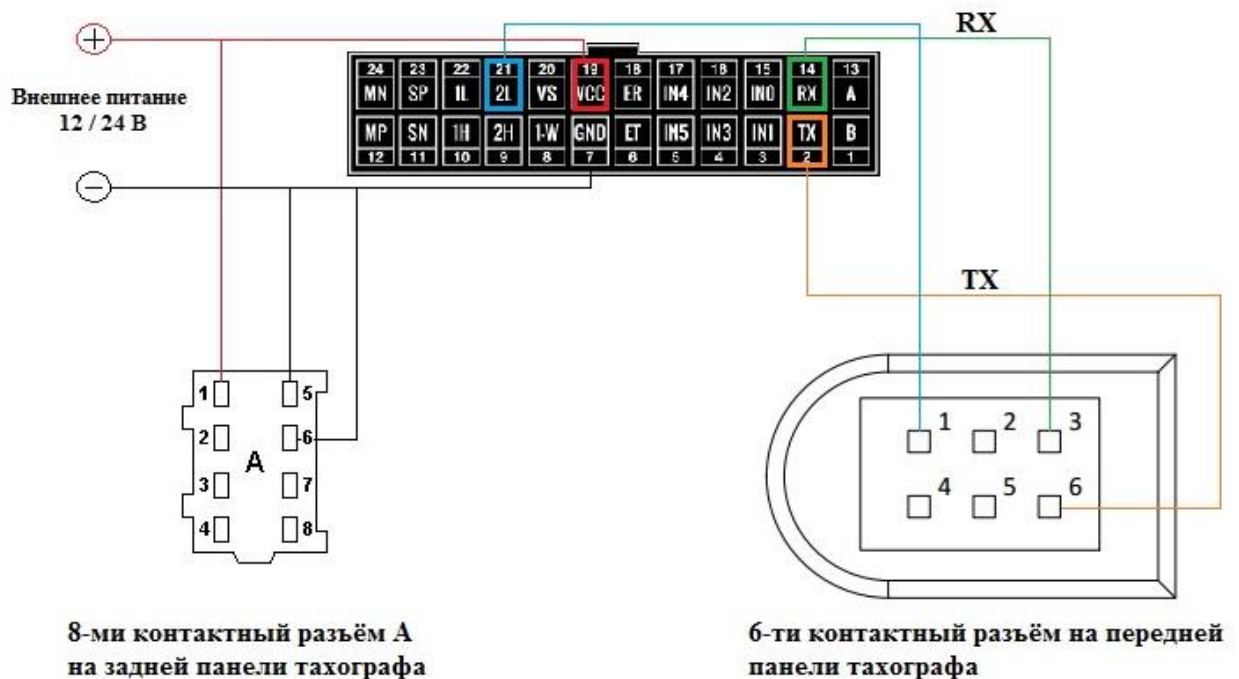 RX
+
Внешнее питание
12 / 24 В
24 23 22 21 20 19 18 17 18 15 14 13
MN SP 1L 2L VS VCC ER IN4 IN2 IN0 RX A
MP SN 1H 2H 1-W GND ET IN5 IN3 IN1 TX B
12 11 10 9 8 7 6 5 4 3 2 1
−
TX
1 5
2 6
A
3 7
4 8
1 2 3
4 5 6
8-ми контактный разъём А
на задней панели тахографа
6-ти контактный разъём на передней
панели тахографа